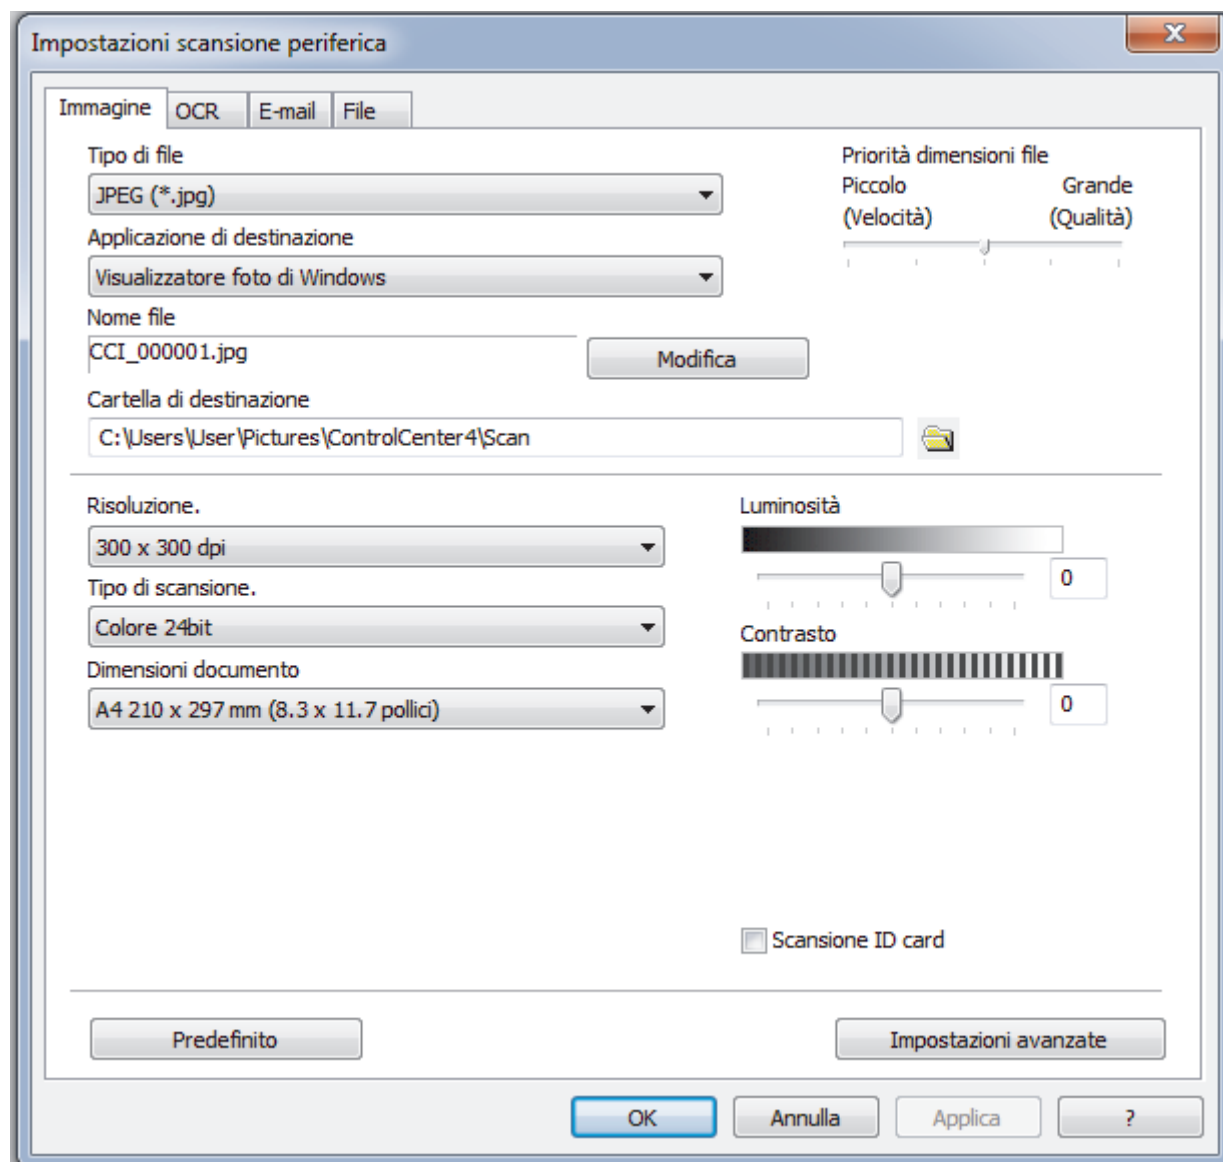 Impostazioni scansione periferica
Immagine OCR E-mail File
Tipo di file
JPEG (*.jpg)
Applicazione di destinazione
Visualizzatore foto di Windows
Nome file
CCI_000001.jpg
Modifica
Cartella di destinazione
C:\Users\User\Pictures\ControlCenter4\Scan
Priorità dimensioni file
Piccolo Grande
(Velocità) (Qualità)
Risoluzione.
300 x 300 dpi
Tipo di scansione.
Colore 24bit
Dimensioni documento
A4 210 x 297 mm (8.3 x 11.7 pollici)
Luminosità
0
Contrasto
0
Scansione ID card
Predefinito
Impostazioni avanzate
OK
Annulla
Applica
?